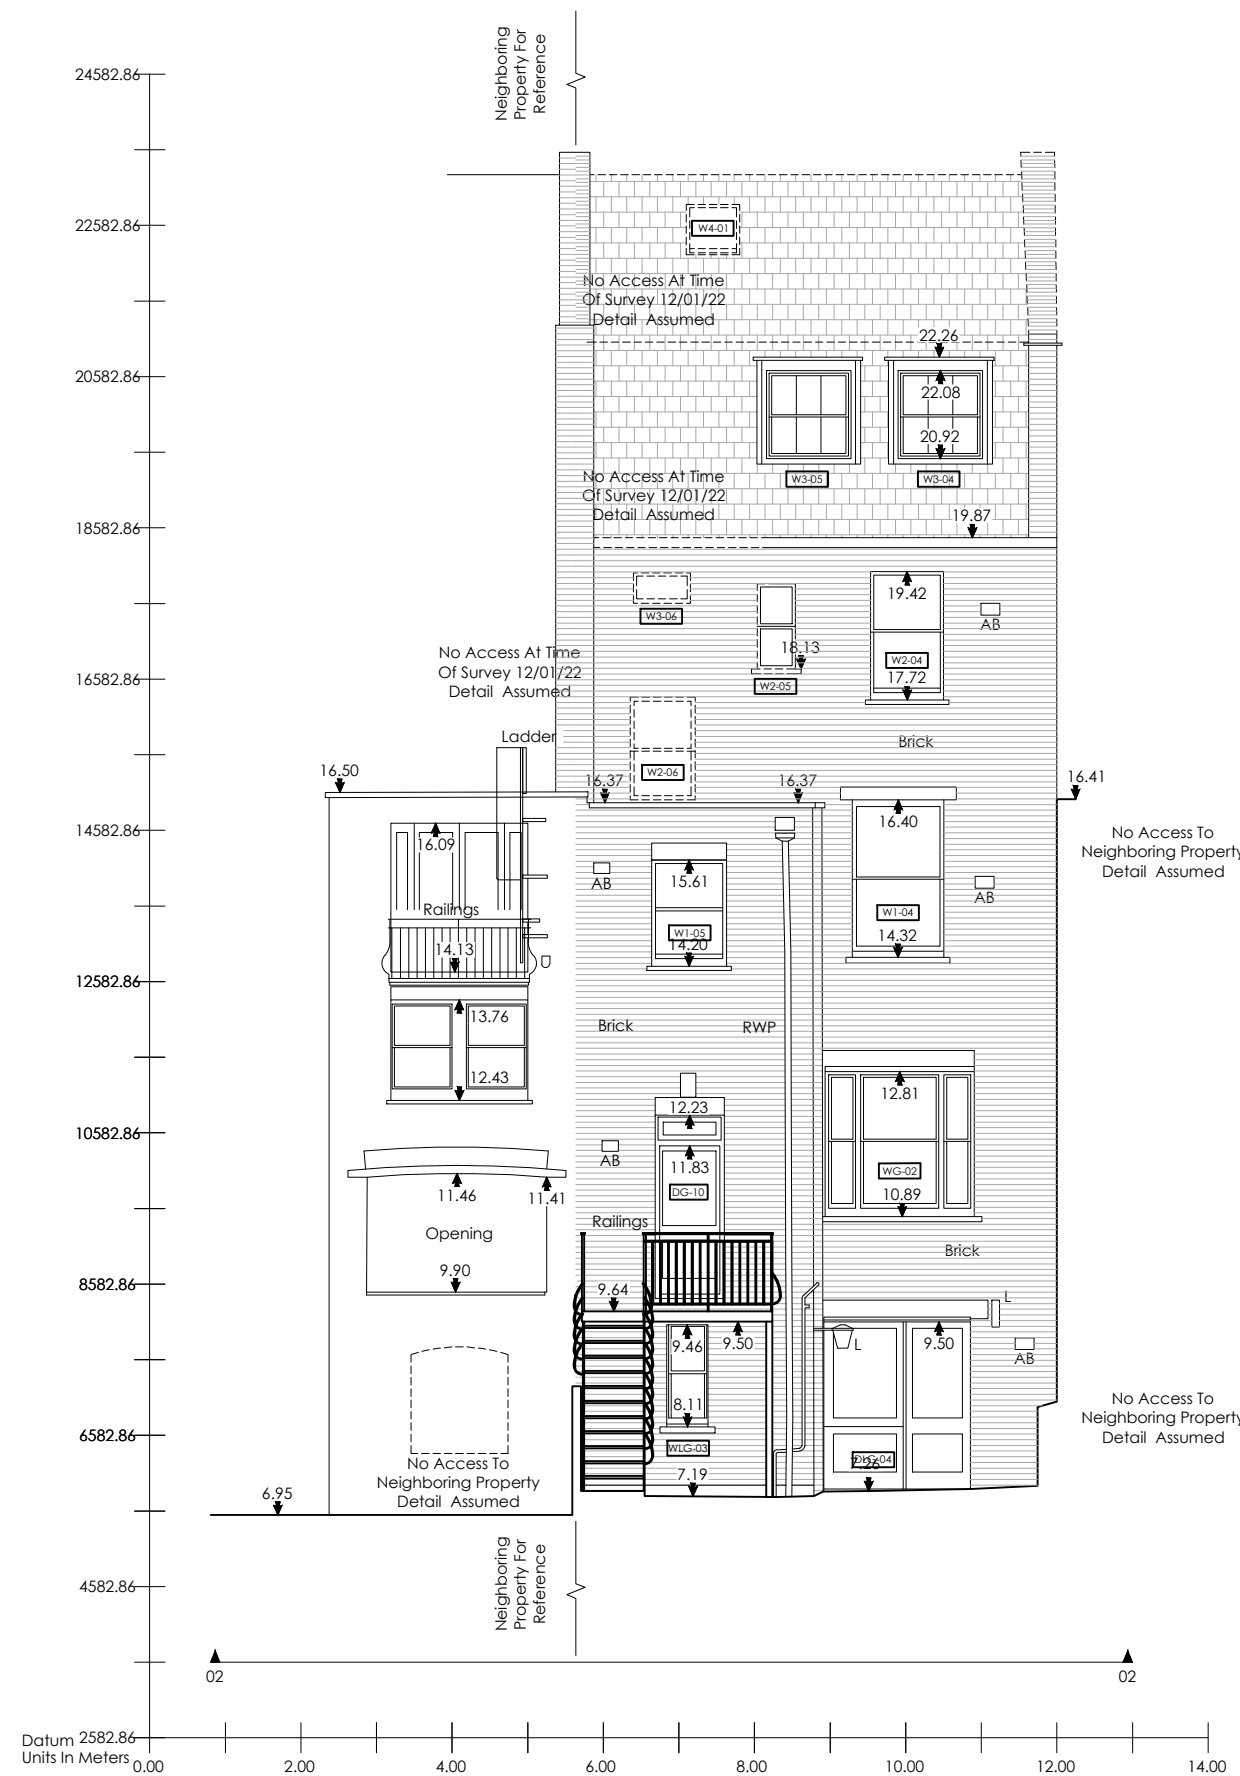 Neighboring
Property For
Reference
24582.86
22582.86
W4-01
No Access At Time
Of Survey 12/01/22
Detail Assumed
22.26
20582.86
22.08
20.92
No Access At Time
Of Survey 12/01/22
Detail Assumed
W3-05
W3-04
18582.86
19.87
19.42
W3-06
AB
No Access At Time
Of Survey 12/01/22
Detail Assumed
18.13
W2-04
16582.86
17.72
W2-05
Ladder
Brick
16.50
W2-06
16.37
16.37
16.41
14582.86
16.40
No Access To
Neighboring Property
Detail Assumed
16.09
15.61
AB
AB
Railings
W1-04
W1-05
14.32
14.13
14.20
12582.86
13.76
Brick
RWP
12.43
12.81
12.23
10582.86
AB
11.83
WG-02
11.46
11.41
DG-10
10.89
Railings
Opening
Brick
9.90
8582.86
9.64
L
9.46
9.50
L
9.50
AB
8.11
No Access To
Neighboring Property
Detail Assumed
6582.86
WLG-03
DLG-04
7.26
No Access To
Neighboring Property
Detail Assumed
7.19
6.95
Neighboring
Property For
Reference
4582.86
02
02
Datum 2582.86
Units In Meters
0.00
2.00
4.00
6.00
8.00
10.00
12.00
14.00